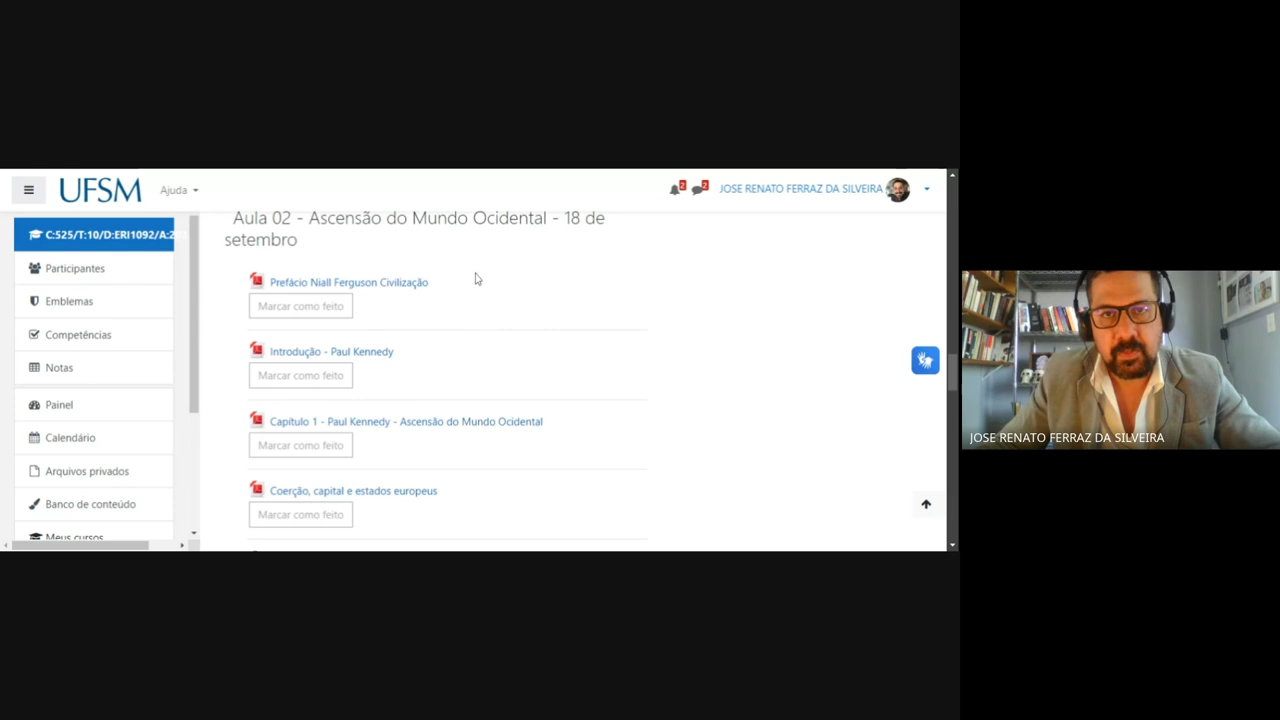 UFSM
Ajuda
2
2
JOSE RENATO FERRAZ DA SILVEIRA
C:525/T:10/D:ERI1092/A:2
Participantes
Emblemas
Competências
Notas
Painel
Calendário
Arquivos privados
Banco de conteúdo
Meus cursos
Aula 02 - Ascensão do Mundo Ocidental - 18 de
setembro
Prefácio Niall Ferguson Civilização
Marcar como feito
Introdução - Paul Kennedy
Marcar como feito
Capítulo 1 - Paul Kennedy - Ascensão do Mundo Ocidental
Marcar como feito
Coerção, capital e estados europeus
Marcar como feito
JOSE RENATO FERRAZ DA SILVEIRA